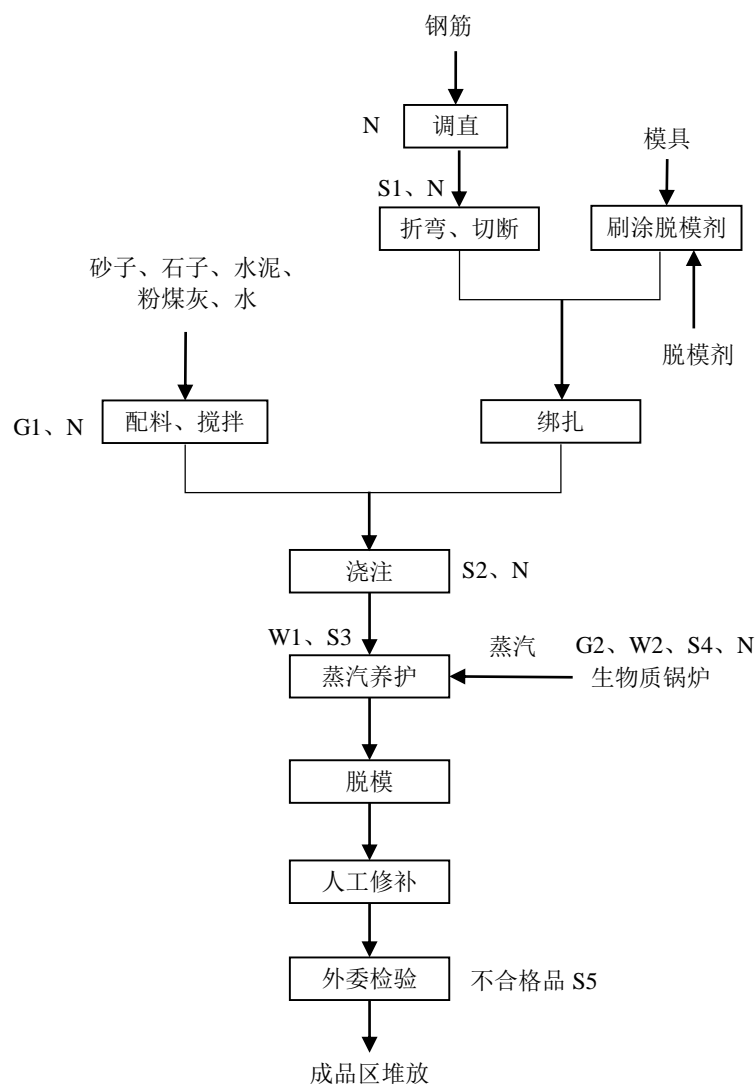 钢筋
N
调直
模具
S1、N
折弯、切断
刷涂脱模剂
砂子、石子、水泥、
粉煤灰、水
脱模剂
G1、N
配料、搅拌
绑扎
浇注
S2、N
W1、S3
蒸汽
G2、W2、S4、N
蒸汽养护
生物质锅炉
脱模
人工修补
外委检验
不合格品 S5
成品区堆放